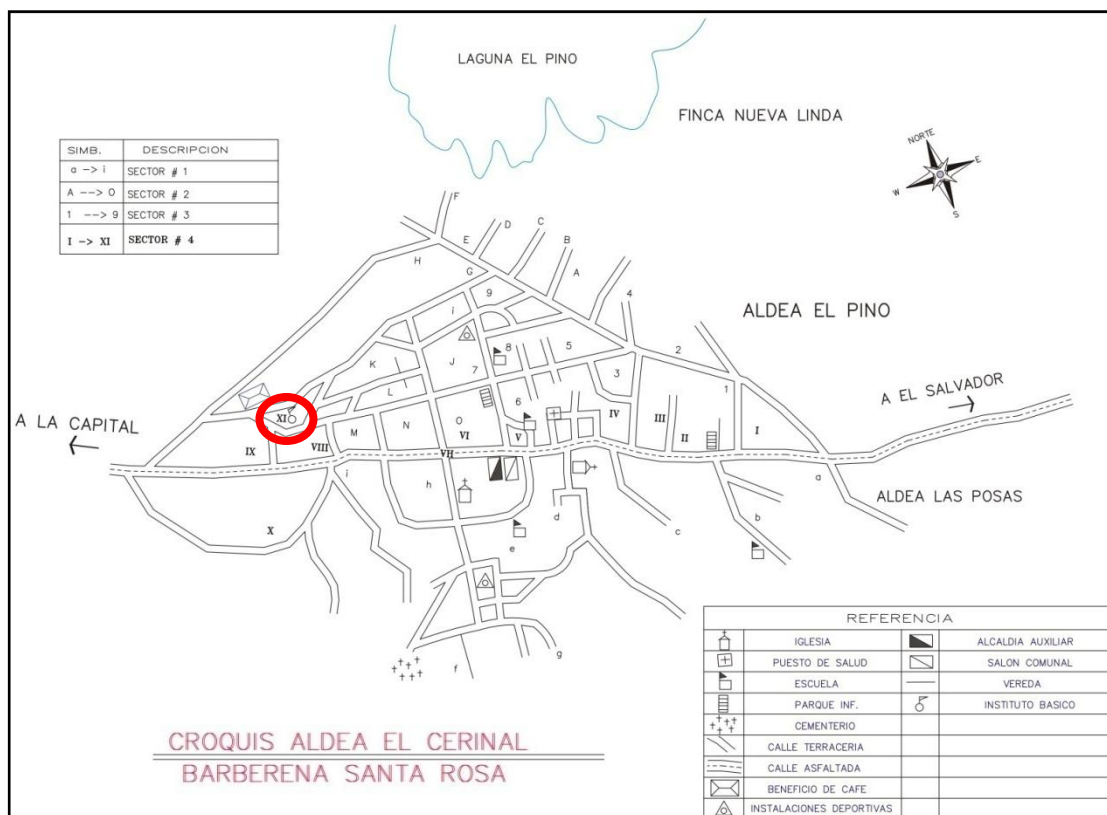 LAGUNA EL PINO
FINCA NUEVA LINDA
SIMB. DESCRIPCION
a -> i SECTOR # 1
A --> O SECTOR # 2
1 --> 9 SECTOR # 3
I -> XI SECTOR # 4
NORTE
E
W
S
F
D
C
E
B
H
G
A
9
4
i
ALDEA EL PINO
8
5
2
K
J
7
3
1
A EL SALVADOR
L
6
XI
A LA CAPITAL
M
N
O
VI
V
IV
III
II
I
IX
VIII
VII
i
h
a
ALDEA LAS POSAS
X
d
c
b
e
f
g
CROQUIS ALDEA EL CERINAL
BARBERENA SANTA ROSA
REFERENCIA
IGLESIA ALCALDIA AUXILIAR
PUESTO DE SALUD SALON COMUNAL
ESCUELA VEREDA
PARQUE INF. INSTITUTO BASICO
CEMENTERIO
CALLE TERRACERIA
CALLE ASFALTADA
BENEFICIO DE CAFE
INSTALACIONES DEPORTIVAS